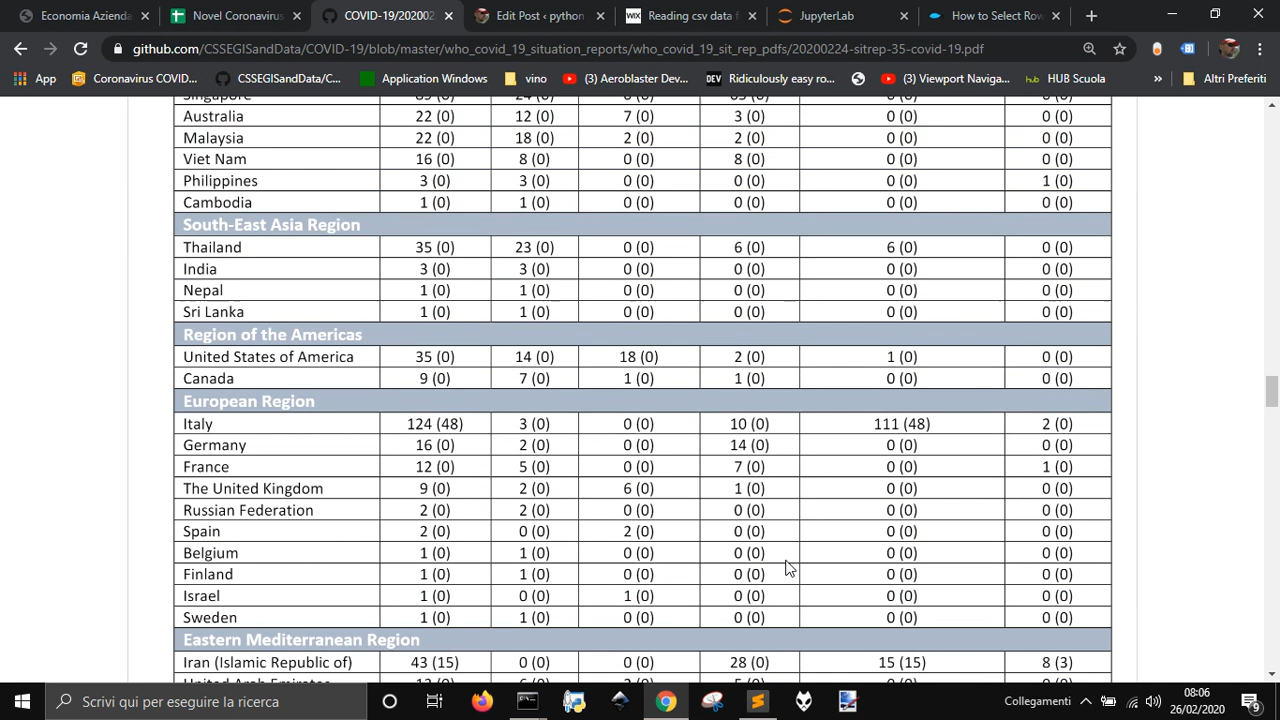 Economia Azienda
Novel Coronavirus
COVID-19/202002
Edit Post ‹ python
Reading csv data f
JupyterLab
How to Select Row
github.com/CSSEGISandData/COVID-19/blob/master/who_covid_19_situation_reports/who_covid_19_sit_rep_pdfs/20200224-sitrep-35-covid-19.pdf
App Coronavirus COVID... CSSEGISandData/C... Application Windows vino (3) Aeroblaster Dev... DEV Ridiculously easy ro... (3) Viewport Naviga... HUB Scuola » Altri Preferiti
Singapore
Australia 22 (0) 12 (0) 7 (0) 3 (0) 0 (0) 0 (0)
Malaysia 22 (0) 18 (0) 2 (0) 2 (0) 0 (0) 0 (0)
Viet Nam 16 (0) 8 (0) 0 (0) 8 (0) 0 (0) 0 (0)
Philippines 3 (0) 3 (0) 0 (0) 0 (0) 0 (0) 1 (0)
Cambodia 1 (0) 1 (0) 0 (0) 0 (0) 0 (0) 0 (0)
South-East Asia Region
Thailand 35 (0) 23 (0) 0 (0) 6 (0) 6 (0) 0 (0)
India 3 (0) 3 (0) 0 (0) 0 (0) 0 (0) 0 (0)
Nepal 1 (0) 1 (0) 0 (0) 0 (0) 0 (0) 0 (0)
Sri Lanka 1 (0) 1 (0) 0 (0) 0 (0) 0 (0) 0 (0)
Region of the Americas
United States of America 35 (0) 14 (0) 18 (0) 2 (0) 1 (0) 0 (0)
Canada 9 (0) 7 (0) 1 (0) 1 (0) 0 (0) 0 (0)
European Region
Italy 124 (48) 3 (0) 0 (0) 10 (0) 111 (48) 2 (0)
Germany 16 (0) 2 (0) 0 (0) 14 (0) 0 (0) 0 (0)
France 12 (0) 5 (0) 0 (0) 7 (0) 0 (0) 1 (0)
The United Kingdom 9 (0) 2 (0) 6 (0) 1 (0) 0 (0) 0 (0)
Russian Federation 2 (0) 2 (0) 0 (0) 0 (0) 0 (0) 0 (0)
Spain 2 (0) 0 (0) 2 (0) 0 (0) 0 (0) 0 (0)
Belgium 1 (0) 1 (0) 0 (0) 0 (0) 0 (0) 0 (0)
Finland 1 (0) 1 (0) 0 (0) 0 (0) 0 (0) 0 (0)
Israel 1 (0) 0 (0) 1 (0) 0 (0) 0 (0) 0 (0)
Sweden 1 (0) 1 (0) 0 (0) 0 (0) 0 (0) 0 (0)
Eastern Mediterranean Region
Iran (Islamic Republic of) 43 (15) 0 (0) 0 (0) 28 (0) 15 (15) 8 (3)
United Arab Emirates
Scrivi qui per eseguire la ricerca
Collegamenti
08:06
26/02/2020
9